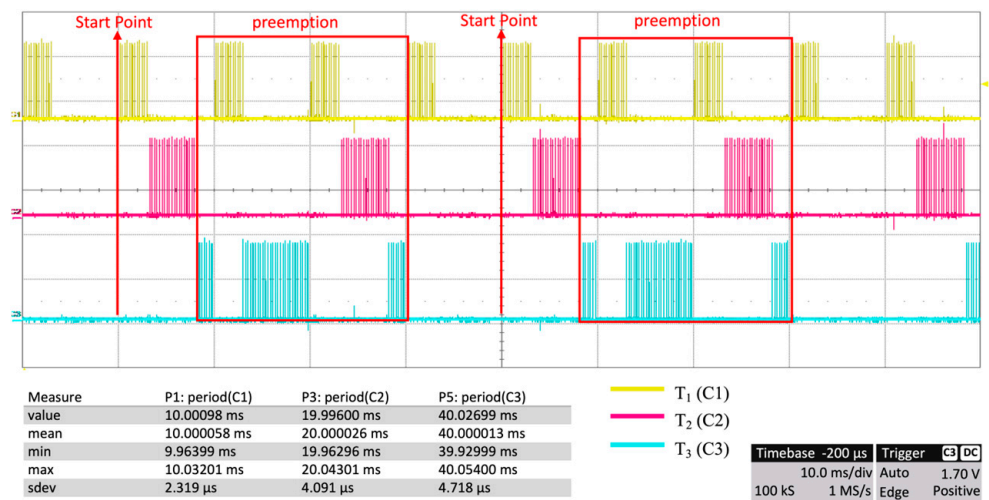 Start Point preemption Start Point preemption
Measure P1: period(C1) P3: period(C2) P5: period(C3)
value 10.00098 ms 19.99600 ms 40.02699 ms
mean 10.000058 ms 20.000026 ms 40.000013 ms
min 9.96399 ms 19.96296 ms 39.92999 ms
max 10.03201 ms 20.04301 ms 40.05400 ms
sdev 2.319 µs 4.091 µs 4.718 µs
T1 (C1)
T2 (C2)
T3 (C3)
Timebase -200 µs Trigger C3 DC
10.0 ms/div Auto 1.70 V
100 kS 1 MS/s Edge Positive